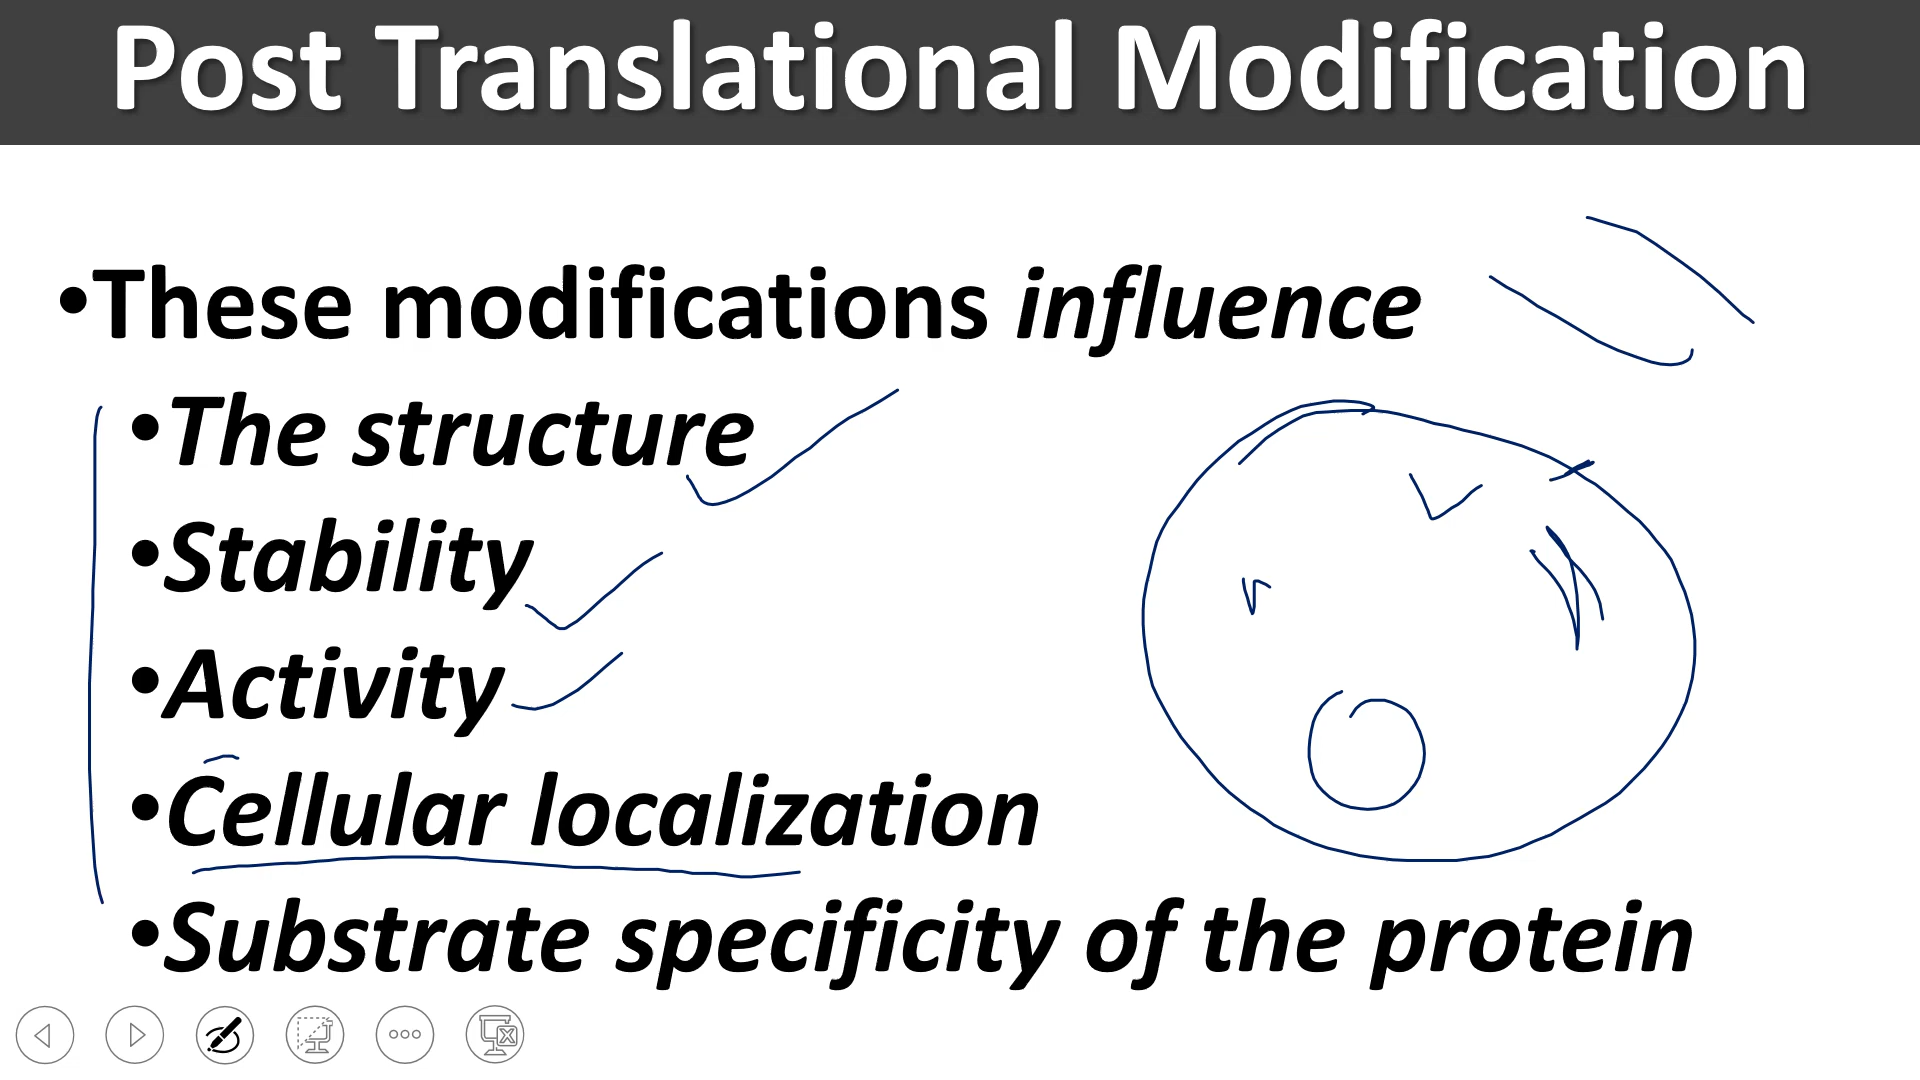 Post Translational Modification
•These modifications influence
•The structure
•Stability
•Activity
•Cellular localization
•Substrate specificity of the protein